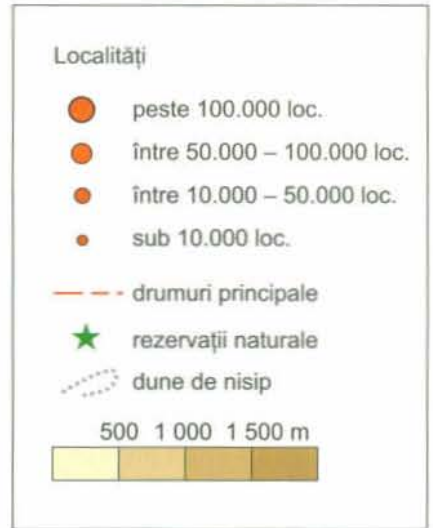 Localități
peste 100.000 loc.
între 50.000 – 100.000 loc.
între 10.000 – 50.000 loc.
sub 10.000 loc.
drumuri principale
rezervații naturale
dune de nisip
500 1 000 1 500 m